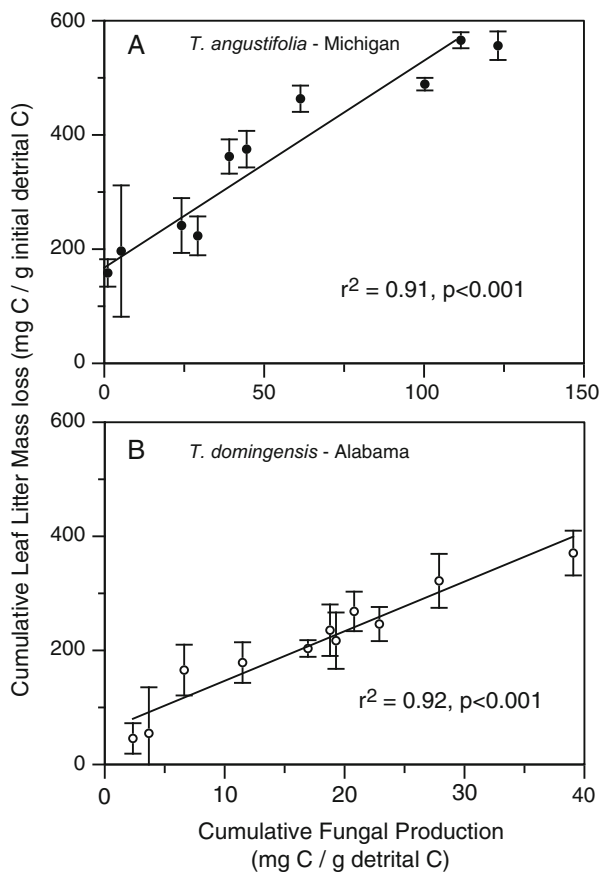 Cumulative Leaf Litter Mass loss (mg C / g initial detrital C)
A
T. angustifolia - Michigan
600
400
200
0
r² = 0.91, p<0.001
0 50 100 150
B
T. domingensis - Alabama
600
400
200
0
r² = 0.92, p<0.001
0 10 20 30 40
Cumulative Fungal Production
(mg C / g detrital C)